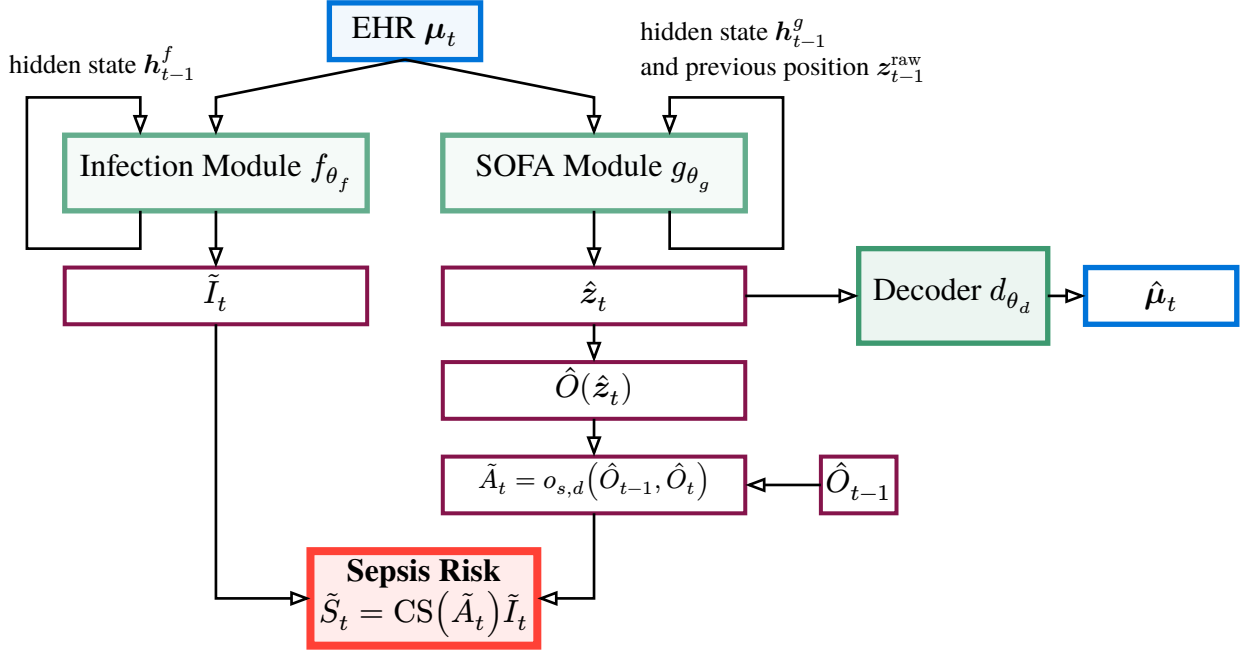 EHR μ_t
hidden state h^f_{t−1}
hidden state h^g_{t−1}
and previous position z^{raw}_{t−1}
Infection Module f_{θ_f}
SOFA Module g_{θ_g}
Ĩ_t
ẑ_t
Decoder d_{θ_d}
μ̂_t
Ô(ẑ_t)
Ã_t = o_{s,d}(Ô_{t−1}, Ô_t)
Ô_{t−1}
Sepsis Risk
S̃_t = CS(Ã_t)Ĩ_t